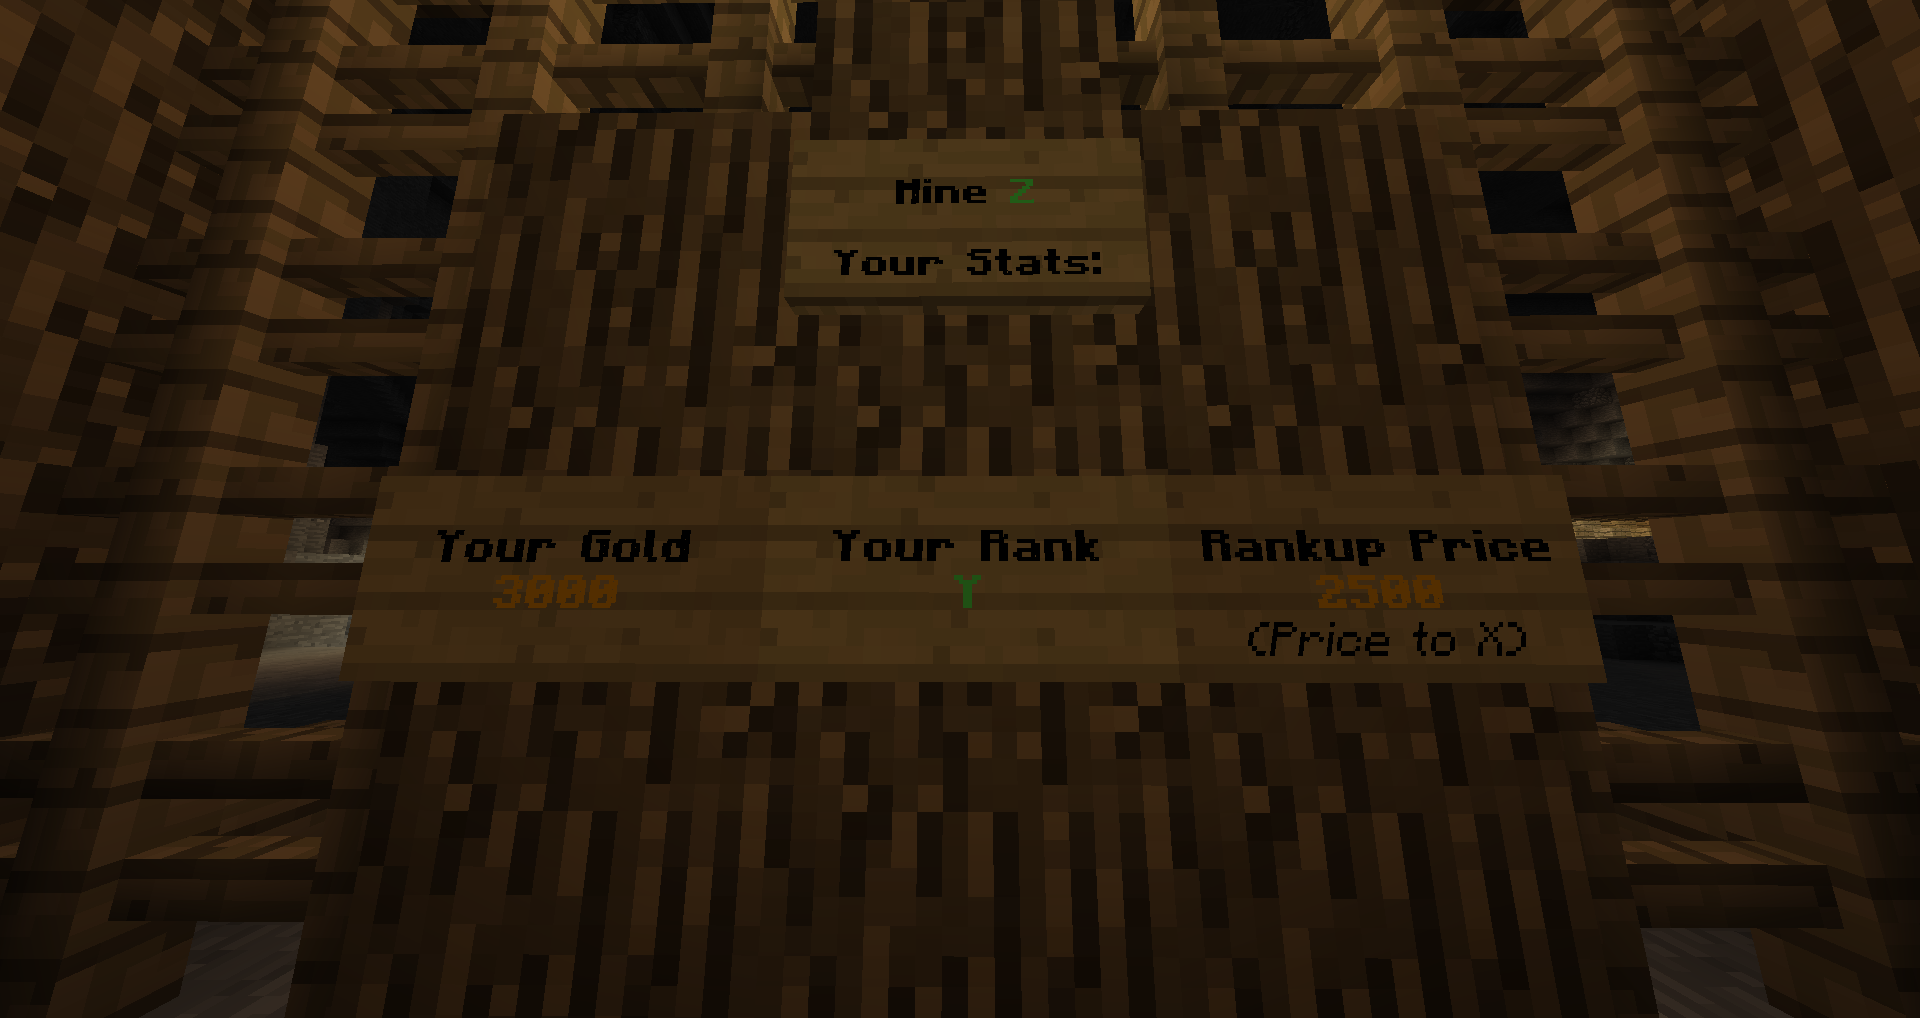 Mine Z
Your Stats:
Your Gold
3000
Your Rank
Y
Rankup Price
2500
(Price to X)